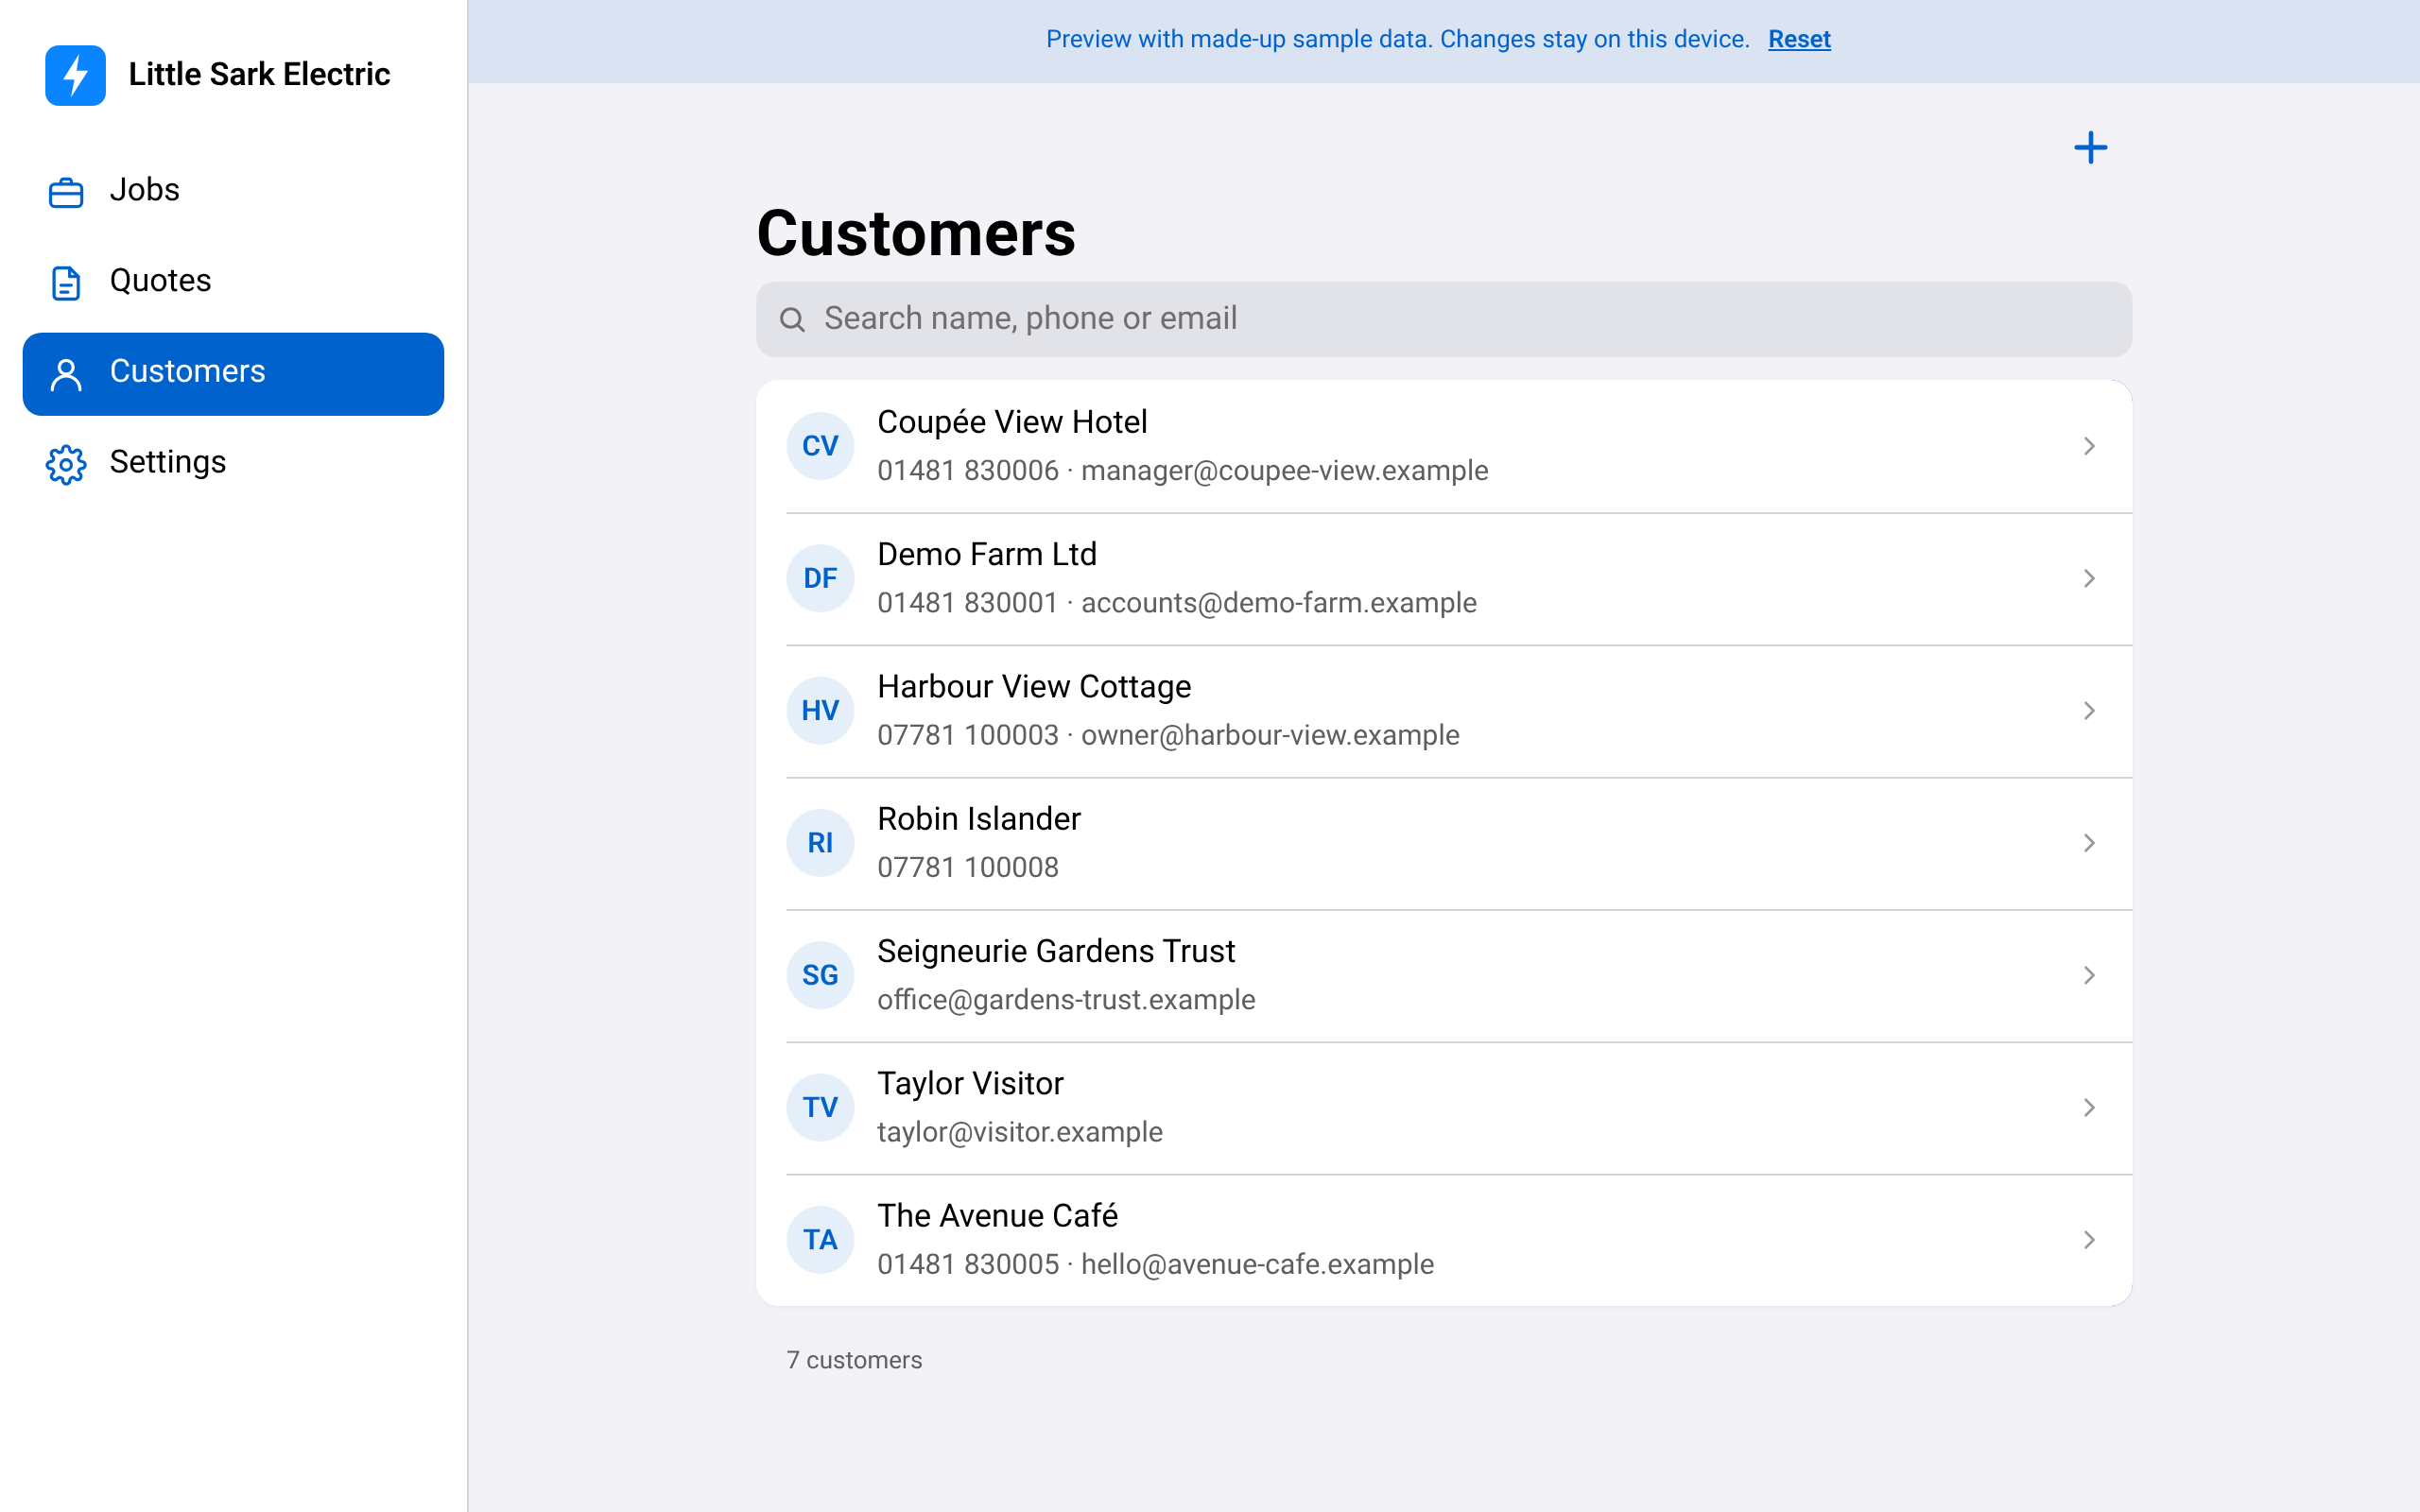 Little Sark Electric
Jobs
Quotes
Customers
Settings
Preview with made-up sample data. Changes stay on this device. Reset
Customers
Search name, phone or email
CV
Coupée View Hotel
01481 830006 · manager@coupee-view.example
DF
Demo Farm Ltd
01481 830001 · accounts@demo-farm.example
HV
Harbour View Cottage
07781 100003 · owner@harbour-view.example
RI
Robin Islander
07781 100008
SG
Seigneurie Gardens Trust
office@gardens-trust.example
TV
Taylor Visitor
taylor@visitor.example
TA
The Avenue Café
01481 830005 · hello@avenue-cafe.example
7 customers